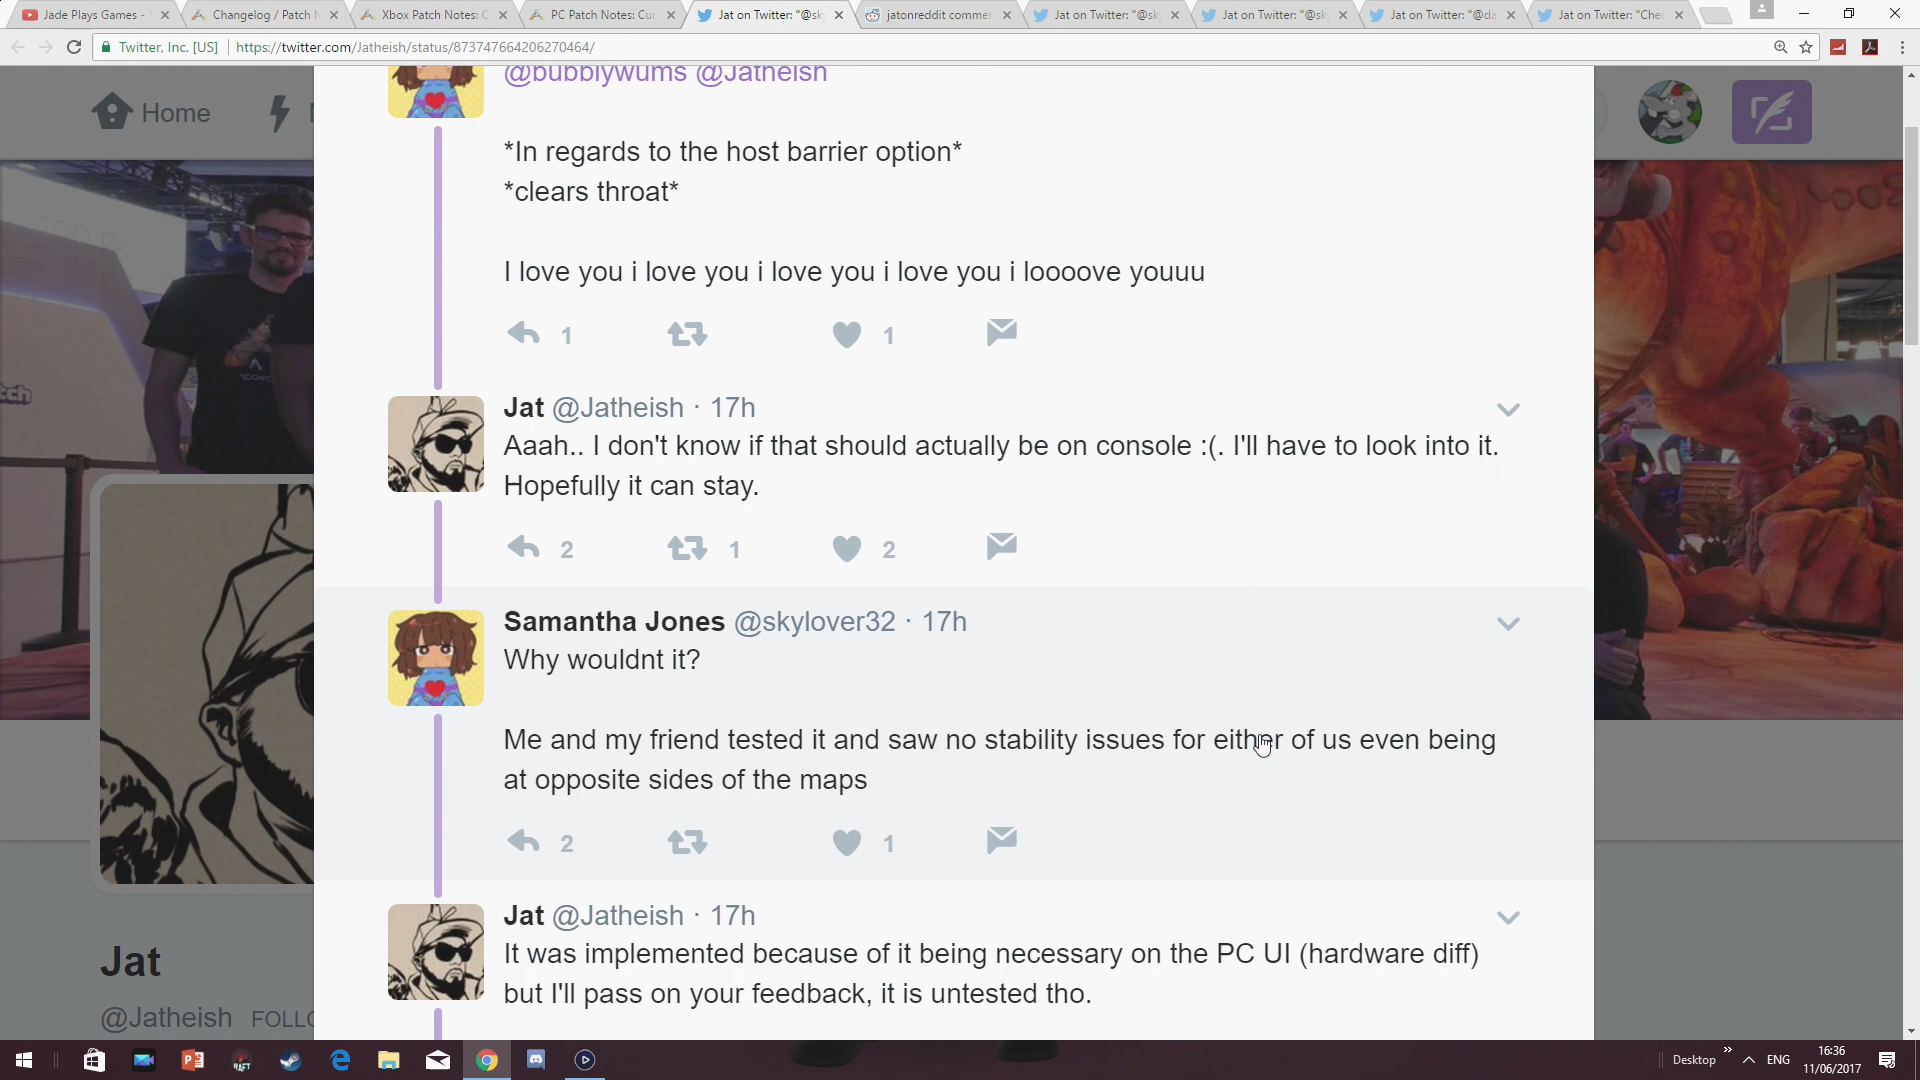 Jade Plays Games -
Changelog / Patch
Xbox Patch Notes: C
PC Patch Notes: Cur
Jat on Twitter: "@sk
jatonreddit commer
Jat on Twitter: "@sk
Jat on Twitter: "@sk
Jat on Twitter: "@da
Jat on Twitter: "Chec
Twitter, Inc. [US]
https://twitter.com/Jatheish/status/873747664206270464/
Home
@bubblywums @Jatheish
*In regards to the host barrier option*
*clears throat*
I love you i love you i love you i love you i loooove youuu
1
1
Jat @Jatheish · 17h
Aaah.. I don't know if that should actually be on console :(. I'll have to look into it.
Hopefully it can stay.
2
1
2
Samantha Jones @skylover32 · 17h
Why wouldnt it?
Me and my friend tested it and saw no stability issues for either of us even being
at opposite sides of the maps
2
1
Jat @Jatheish · 17h
It was implemented because of it being necessary on the PC UI (hardware diff)
but I'll pass on your feedback, it is untested tho.
Jat
@Jatheish FOLLO
Desktop
ENG
16:36
11/06/2017